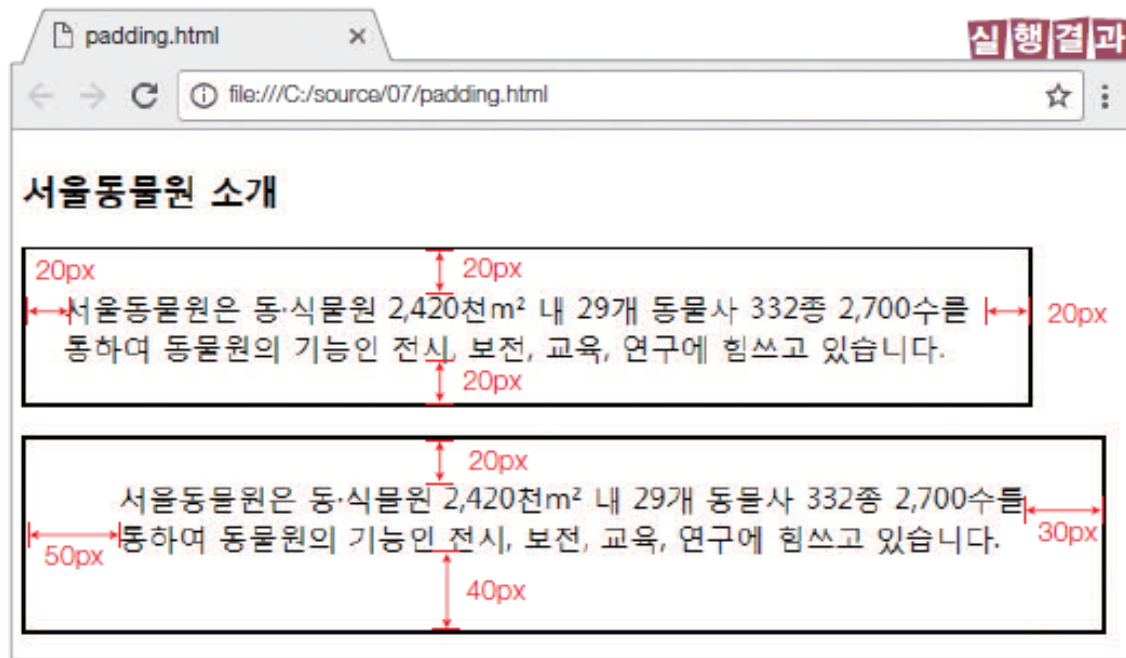 padding.html
실행결과
file:///C:/source/07/padding.html
서울동물원 소개
20px
20px
서울동물원은 동·식물원 2,420천m² 내 29개 동물사 332종 2,700수를
20px
통하여 동물원의 기능인 전시, 보전, 교육, 연구에 힘쓰고 있습니다.
20px
20px
서울동물원은 동·식물원 2,420천m² 내 29개 동물사 332종 2,700수를
통하여 동물원의 기능인 전시, 보전, 교육, 연구에 힘쓰고 있습니다.
30px
50px
40px